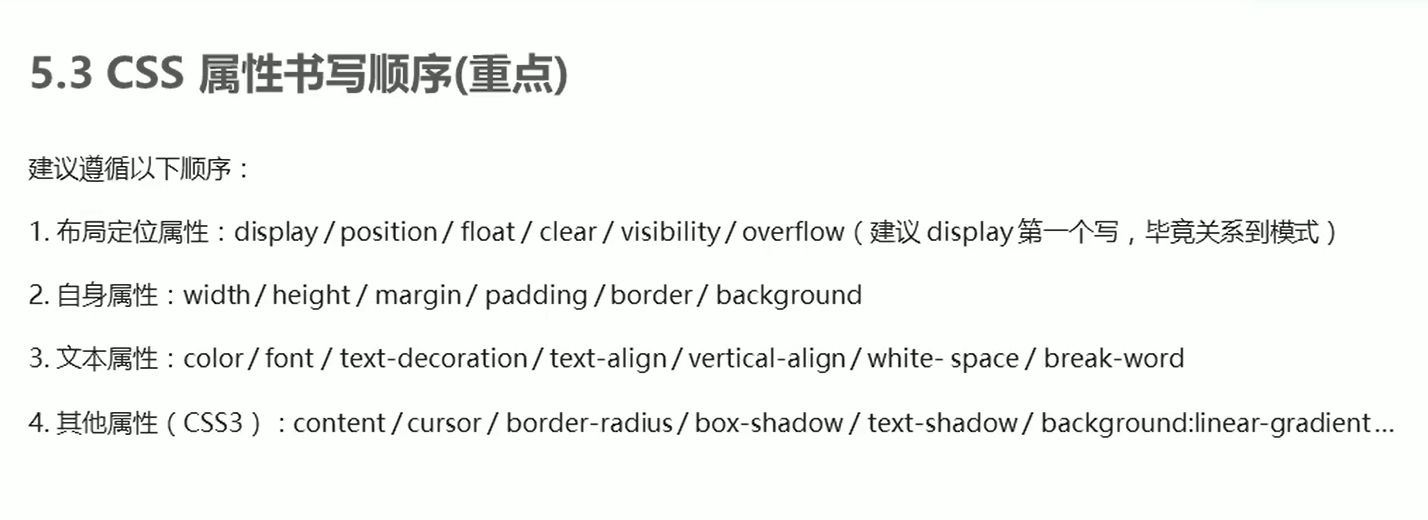 5.3 CSS 属性书写顺序(重点)
建议遵循以下顺序：
1. 布局定位属性：display / position / float / clear / visibility / overflow（建议 display 第一个写，毕竟关系到模式）
2. 自身属性：width / height / margin / padding / border / background
3. 文本属性：color / font / text-decoration / text-align / vertical-align / white- space / break-word
4. 其他属性（CSS3）：content / cursor / border-radius / box-shadow / text-shadow / background:linear-gradient...